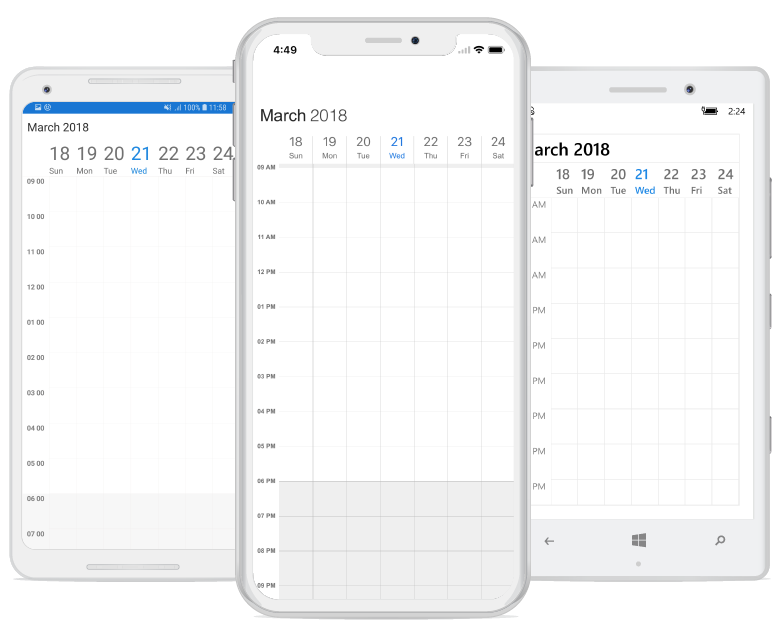 100% 11:58
March 2018
18 19 20 21 22 23 24
Sun Mon Tue Wed Thu Fri Sat
09 00
10 00
11 00
12 00
01 00
02 00
03 00
04 00
05 00
06 00
07 00
4:49
March 2018
18 19 20 21 22 23 24
Sun Mon Tue Wed Thu Fri Sat
09 AM
10 AM
11 AM
12 PM
01 PM
02 PM
03 PM
04 PM
05 PM
06 PM
07 PM
08 PM
09 PM
2:24
arch 2018
18 19 20 21 22 23 24
Sun Mon Tue Wed Thu Fri Sat
AM
AM
AM
PM
PM
PM
PM
PM
PM